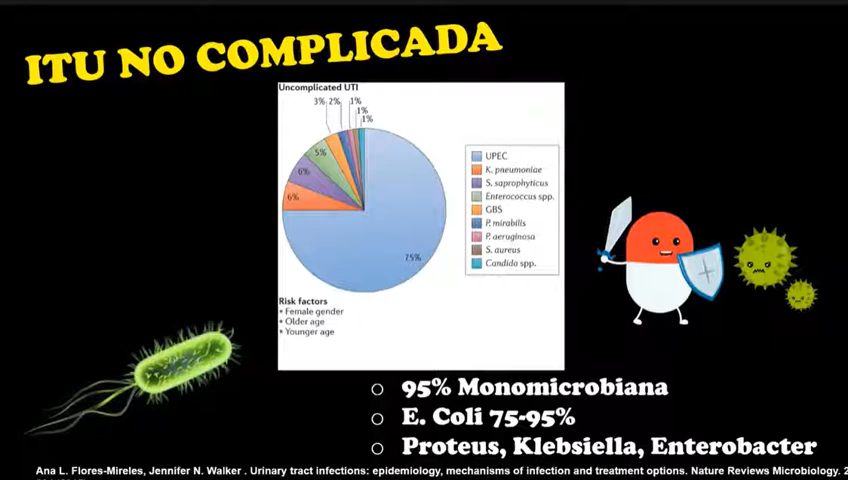 ITU NO COMPLICADA
Uncomplicated UTI
3% 2% 1%
1%
1%
5%
6%
6%
75%
UPEC
K. pneumoniae
S. saprophyticus
Enterococcus spp.
GBS
P. mirabilis
P. aeruginosa
S. aureus
Candida spp.
Risk factors
• Female gender
• Older age
• Younger age
○ 95% Monomicrobiana
○ E. Coli 75-95%
○ Proteus, Klebsiella, Enterobacter
Ana L. Flores-Mireles, Jennifer N. Walker . Urinary tract infections: epidemiology, mechanisms of infection and treatment options. Nature Reviews Microbiology. 2